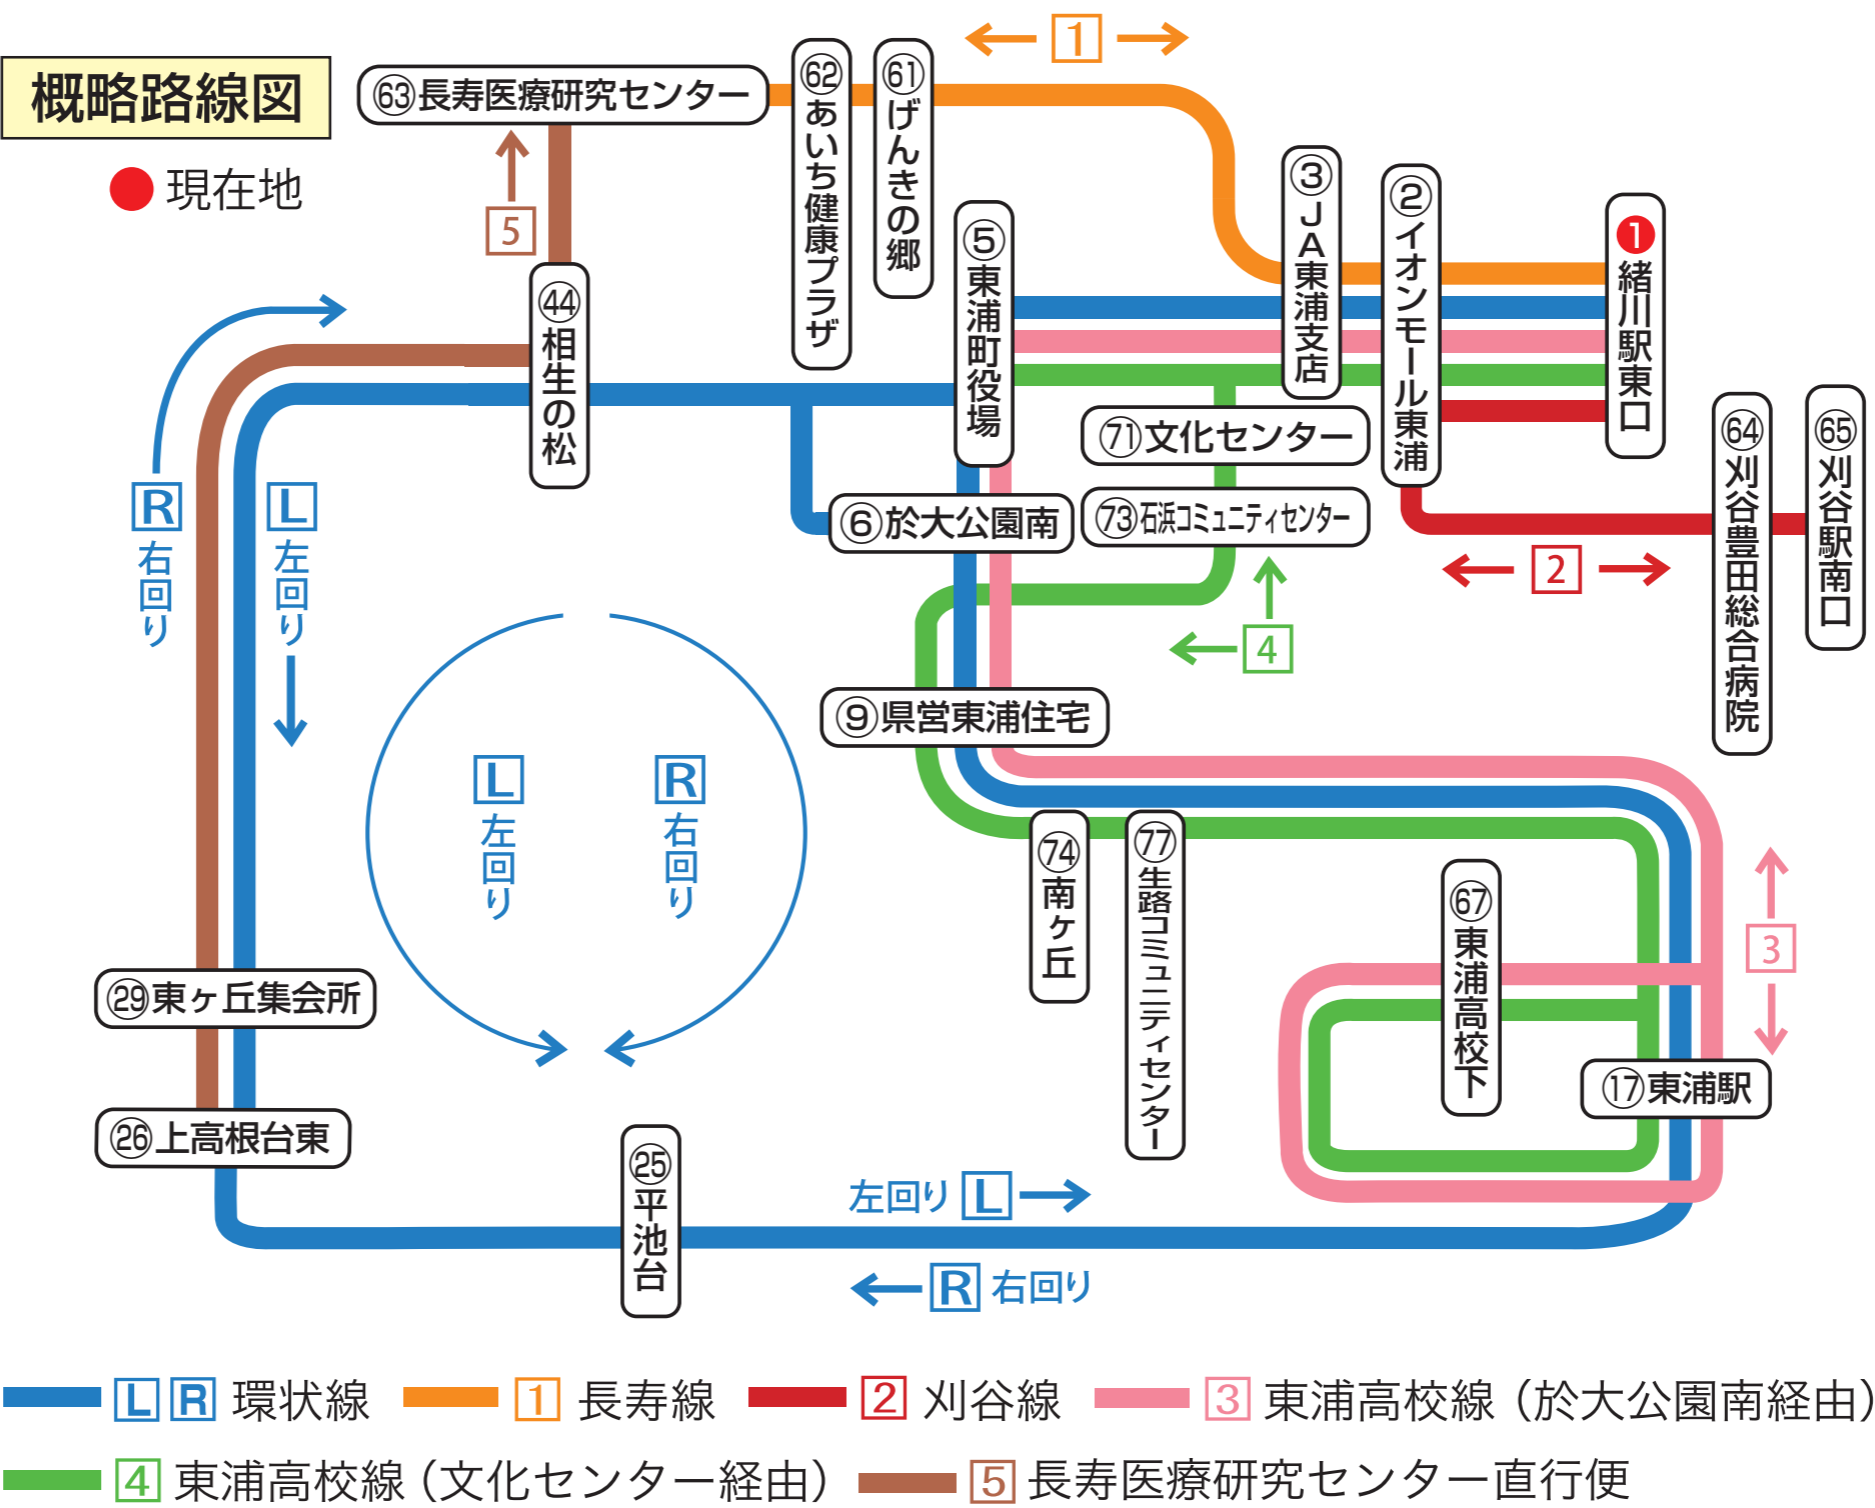 概略路線図
現在地
1
63長寿医療研究センター
62あいち健康プラザ
61げんきの郷
5
44相生の松
5東浦町役場
3JA東浦支店
2イオンモール東浦
1緒川駅東口
71文化センター
73石浜コミュニティセンター
6於大公園南
64刈谷豊田総合病院
65刈谷駅南口
2
R右回り
L左回り
4
9県営東浦住宅
L左回り
R右回り
74南ヶ丘
77生路コミュニティセンター
67東浦高校下
3
17東浦駅
29東ヶ丘集会所
26上高根台東
25平池台
左回りL
R右回り
LR環状線
1長寿線
2刈谷線
3東浦高校線（於大公園南経由）
4東浦高校線（文化センター経由）
5長寿医療研究センター直行便